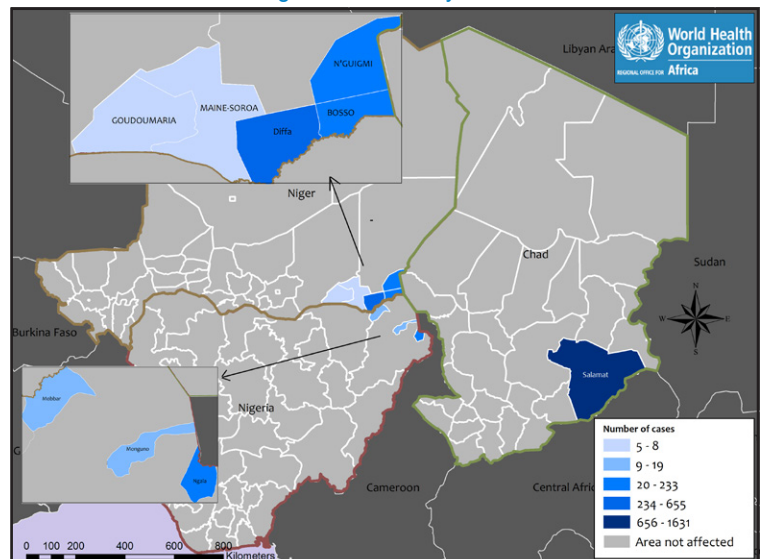 World Health
Organization
REGIONAL OFFICE FOR Africa
Libyan Ara
N'GUIGMI
MAINE-SOROA
GOUDOUMARIA
BOSSO
Diffa
Niger
Chad
Sudan
N
W E
S
Burkina Faso
Salamat
Mobbar
Nigeria
Monguno
Ngala
G
Cameroon
Central Afri
Number of cases
5 - 8
9 - 19
20 - 233
234 - 655
656 - 1631
Area not affected
0 100 200 400 600 800
Kilometers